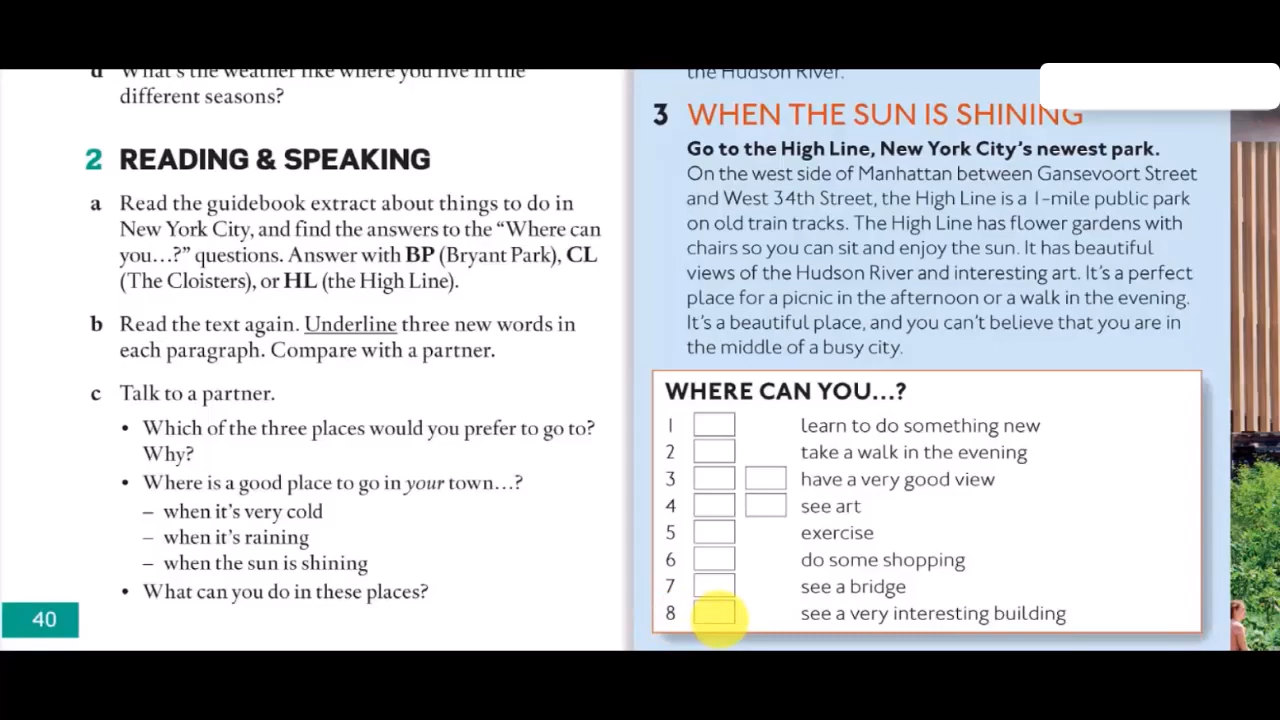 d What's the weather like where you live in the
different seasons?
2 READING & SPEAKING
a Read the guidebook extract about things to do in
New York City, and find the answers to the “Where can
you…?” questions. Answer with BP (Bryant Park), CL
(The Cloisters), or HL (the High Line).
b Read the text again. Underline three new words in
each paragraph. Compare with a partner.
c Talk to a partner.
• Which of the three places would you prefer to go to?
Why?
• Where is a good place to go in your town…?
– when it's very cold
– when it's raining
– when the sun is shining
• What can you do in these places?
40
the Hudson River.
3 WHEN THE SUN IS SHINING
Go to the High Line, New York City's newest park.
On the west side of Manhattan between Gansevoort Street
and West 34th Street, the High Line is a 1-mile public park
on old train tracks. The High Line has flower gardens with
chairs so you can sit and enjoy the sun. It has beautiful
views of the Hudson River and interesting art. It's a perfect
place for a picnic in the afternoon or a walk in the evening.
It's a beautiful place, and you can't believe that you are in
the middle of a busy city.
WHERE CAN YOU…?
1 learn to do something new
2 take a walk in the evening
3 have a very good view
4 see art
5 exercise
6 do some shopping
7 see a bridge
8 see a very interesting building